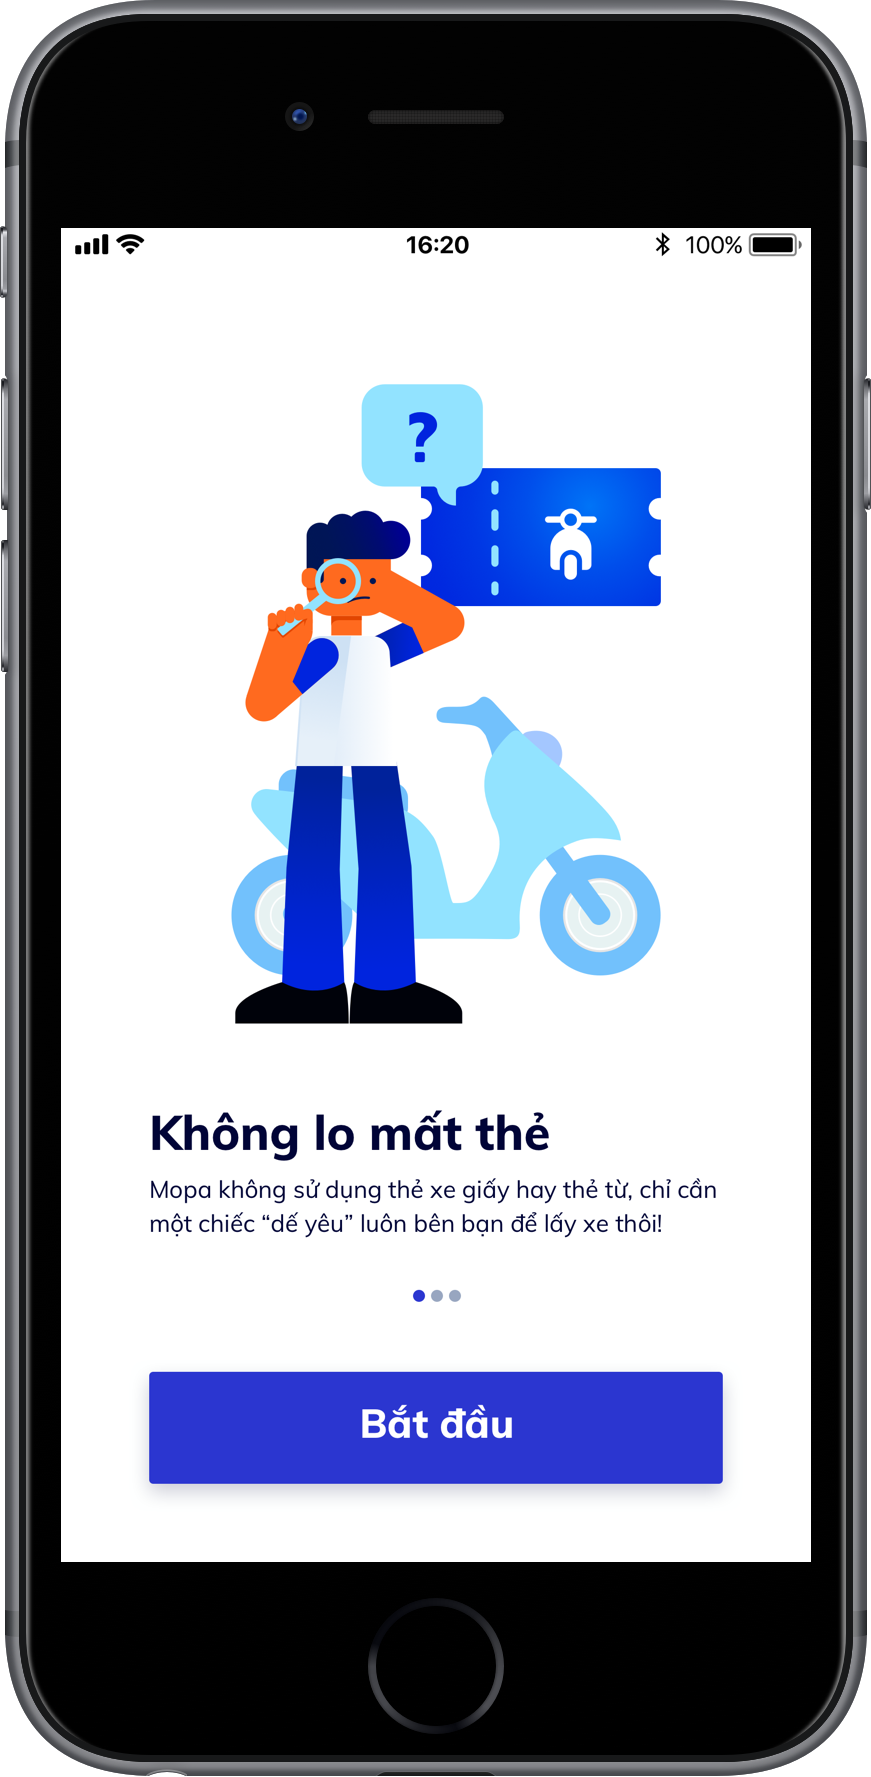 16:20
100%
?
Không lo mất thẻ
Mopa không sử dụng thẻ xe giấy hay thẻ từ, chỉ cần
một chiếc “dế yêu” luôn bên bạn để lấy xe thôi!
Bắt đầu